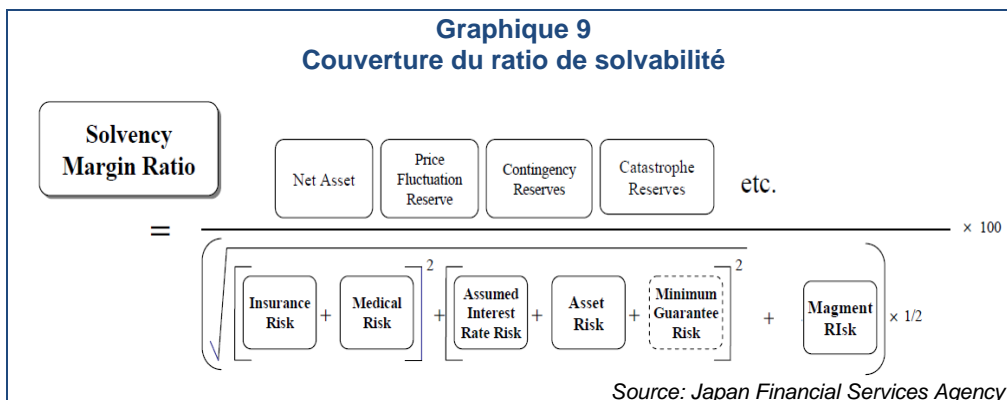 Graphique 9
Couverture du ratio de solvabilité
Solvency
Margin Ratio
=
Net Asset
Price
Fluctuation
Reserve
Contingency
Reserves
Catastrophe
Reserves
etc.
× 100
Insurance
Risk
+
Medical
Risk
2
+
Assumed
Interest
Rate Risk
+
Asset
Risk
+
Minimum
Guarantee
Risk
2
+
Magment
RIsk
× 1/2
Source: Japan Financial Services Agency